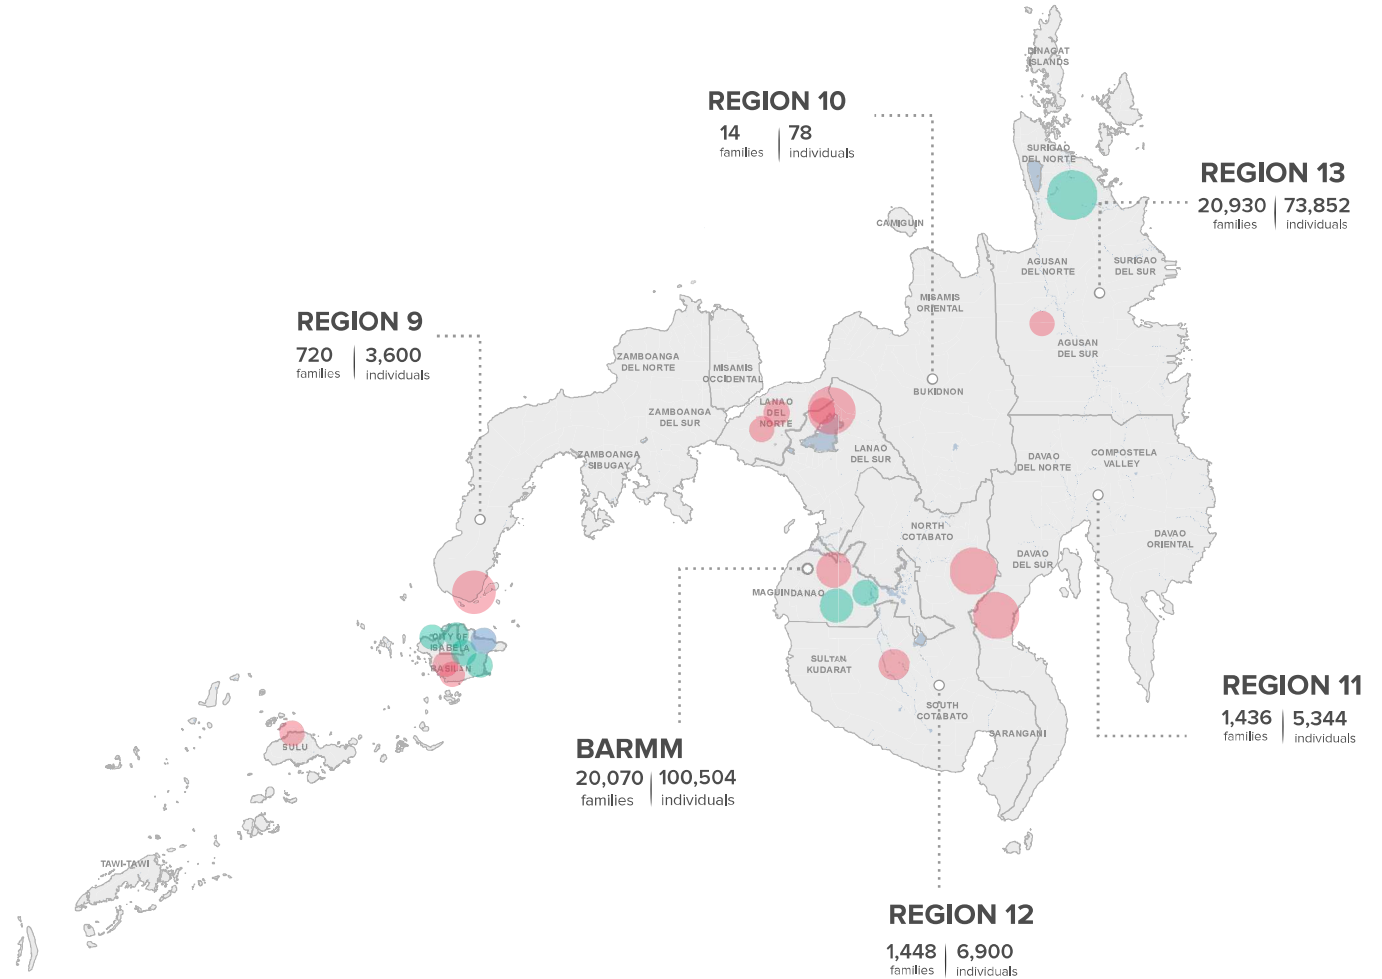 DINAGAT
ISLANDS
REGION 10
14
families
78
individuals
SURIGAO
DEL NORTE
REGION 13
20,930
families
73,852
individuals
CAMIGUIN
AGUSAN
DEL NORTE
SURIGAO
DEL SUR
MISAMIS
ORIENTAL
REGION 9
720
families
3,600
individuals
AGUSAN
DEL SUR
ZAMBOANGA
DEL NORTE
MISAMIS
OCCIDENTAL
BUKIDNON
LANAO
DEL
NORTE
ZAMBOANGA
DEL SUR
LANAO
DEL SUR
ZAMBOANGA
SIBUGAY
DAVAO
DEL NORTE
COMPOSTELA
VALLEY
NORTH
COTABATO
DAVAO
ORIENTAL
DAVAO
DEL SUR
MAGUINDANAO
CITY OF
ISABELA
BASILAN
SULTAN
KUDARAT
SOUTH
COTABATO
REGION 11
1,436
families
5,344
individuals
SARANGANI
SULU
BARMM
20,070
families
100,504
individuals
TAWI-TAWI
REGION 12
1,448
families
6,900
individuals